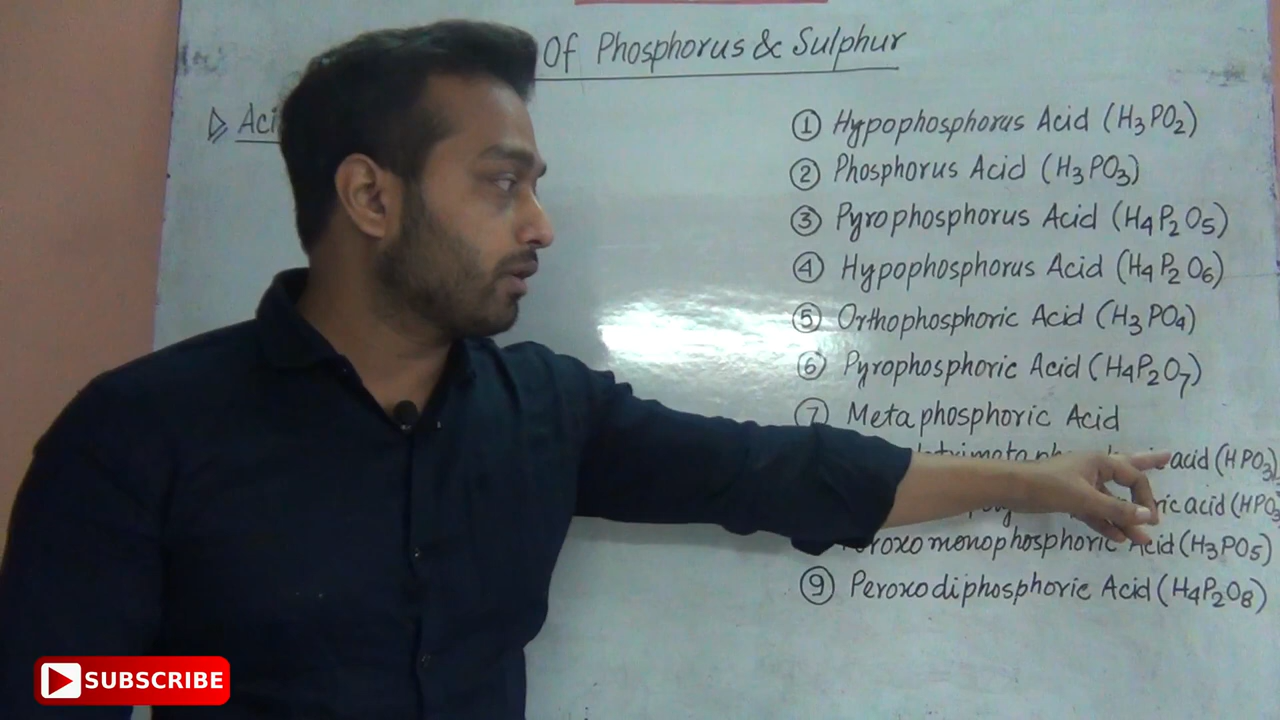 Of Phosphorus & Sulphur
Aci
① Hypophosphorus Acid (H3PO2)
② Phosphorus Acid (H3PO3)
③ Pyrophosphorus Acid (H4P2O5)
④ Hypophosphorus Acid (H4P2O6)
⑤ Orthophosphoric Acid (H3PO4)
⑥ Pyrophosphoric Acid (H4P2O7)
⑦ Metaphosphoric Acid
acid (HPO3)
ric acid (HPO3
Peroxomonophosphoric Acid (H3PO5)
⑨ Peroxodiphosphoric Acid (H4P2O8)
SUBSCRIBE